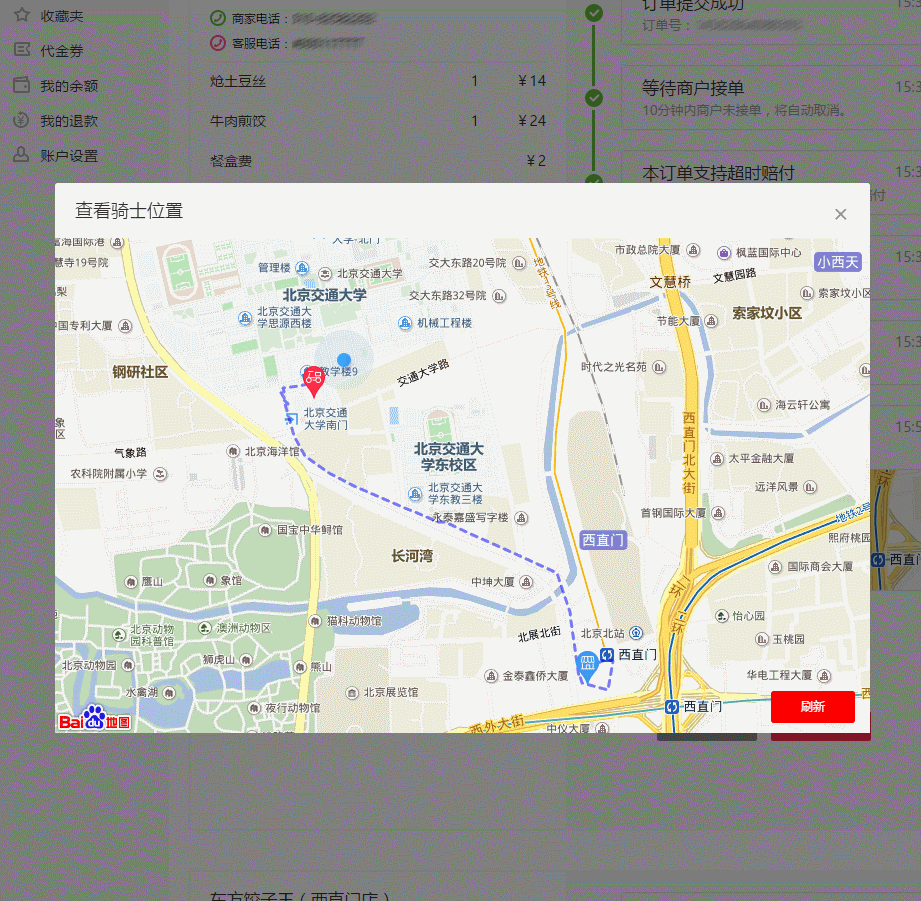 收藏夹
代金券
我的余额
我的退款
账户设置
商家电话：
客服电话：
炝土豆丝 1 ¥14
牛肉煎饺 1 ¥24
餐盒费 ¥2
订单提交成功
订单号：
等待商户接单
10分钟内商户未接单，将自动取消。
本订单支持超时赔付
查看骑士位置
×
富海国际港
慧寺19号院
管理楼
北京交通大学
北京交通大学
北京交通大
学思源西楼
交大东路20号院
交大东路32号院
机械工程楼
地铁13号线
市政总院大厦
枫蓝国际中心
小西天
文慧桥
文慧园路
索家坟小区
索家坟小区
节能大厦
国专利大厦
钢研社区
教学楼9
交通大学路
时代之光名苑
北京交通
大学南门
海云轩公寓
气象路
北京海洋馆
农科院附属小学
北京交通大
学东校区
北京交通大
学东教三楼
西直门北大街
太平金融大厦
远洋风景
永泰嘉盛写字楼
首钢国际大厦
地铁2号
熙府桃园
国宝中华鲟馆
西直门
长河湾
中坤大厦
国际商会大厦
鹰山
象馆
二环
二环
怡心园
猫科动物馆
北京动物
园科普馆
澳洲动物区
北展北街
北京北站
玉桃园
西直门
北京动物园
狮虎山
熊山
金泰鑫侨大厦
华电工程大厦
水禽湖
北京展览馆
夜行动物馆
西直门
刷新
Bai du 地图
西外大街
中仪大厦
东方饺子王（西直门店）